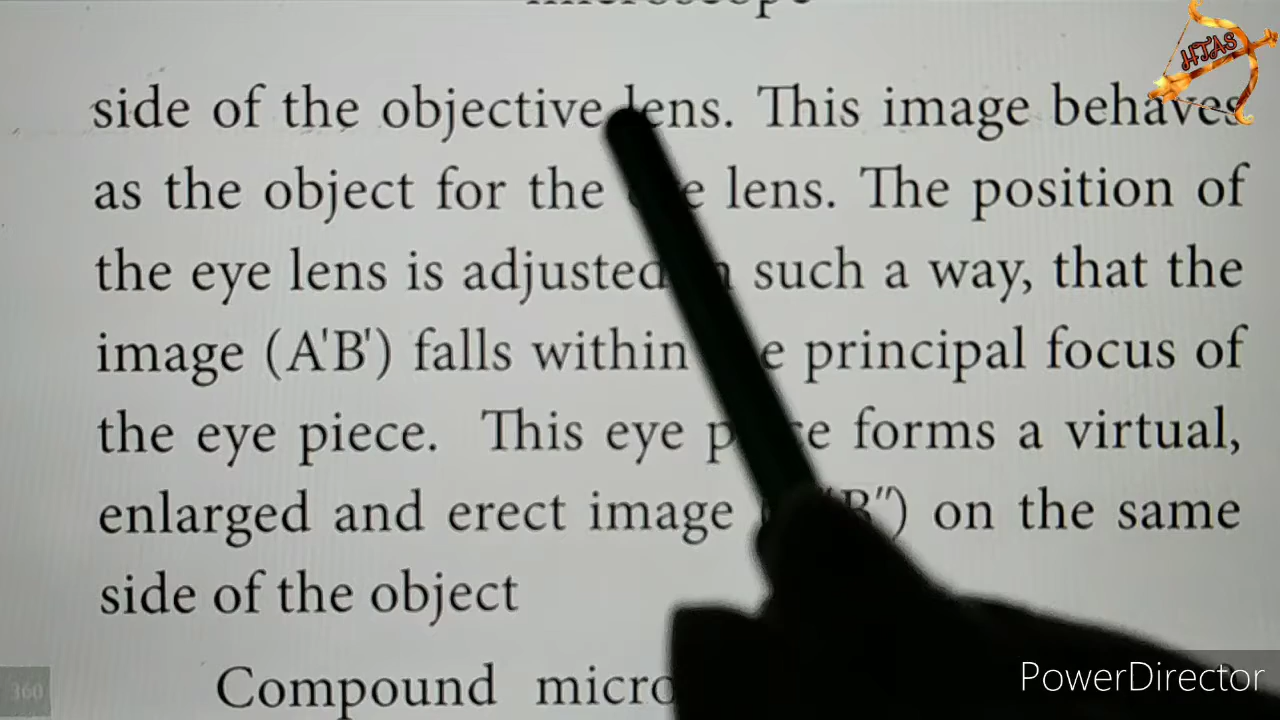 side of the objective lens. This image behaves
as the object for the lens. The position of
the eye lens is adjusted such a way, that the
image (A'B') falls within principal focus of
the eye piece. This eye forms a virtual,
enlarged and erect image on the same
side of the object
Compound
HTAS
360
PowerDirector